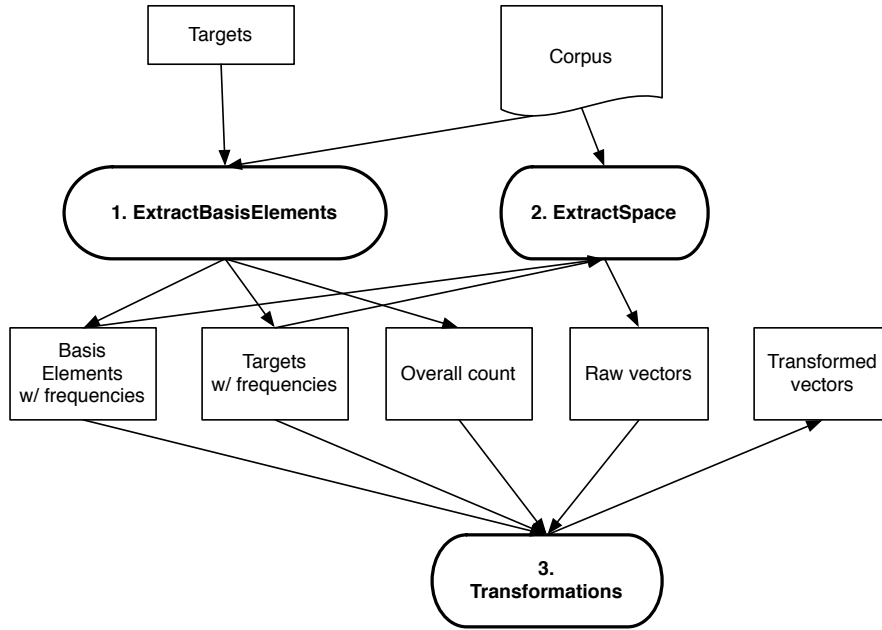 Targets
Corpus
1. ExtractBasisElements
2. ExtractSpace
Basis
Elements
w/ frequencies
Targets
w/ frequencies
Overall count
Raw vectors
Transformed
vectors
3.
Transformations